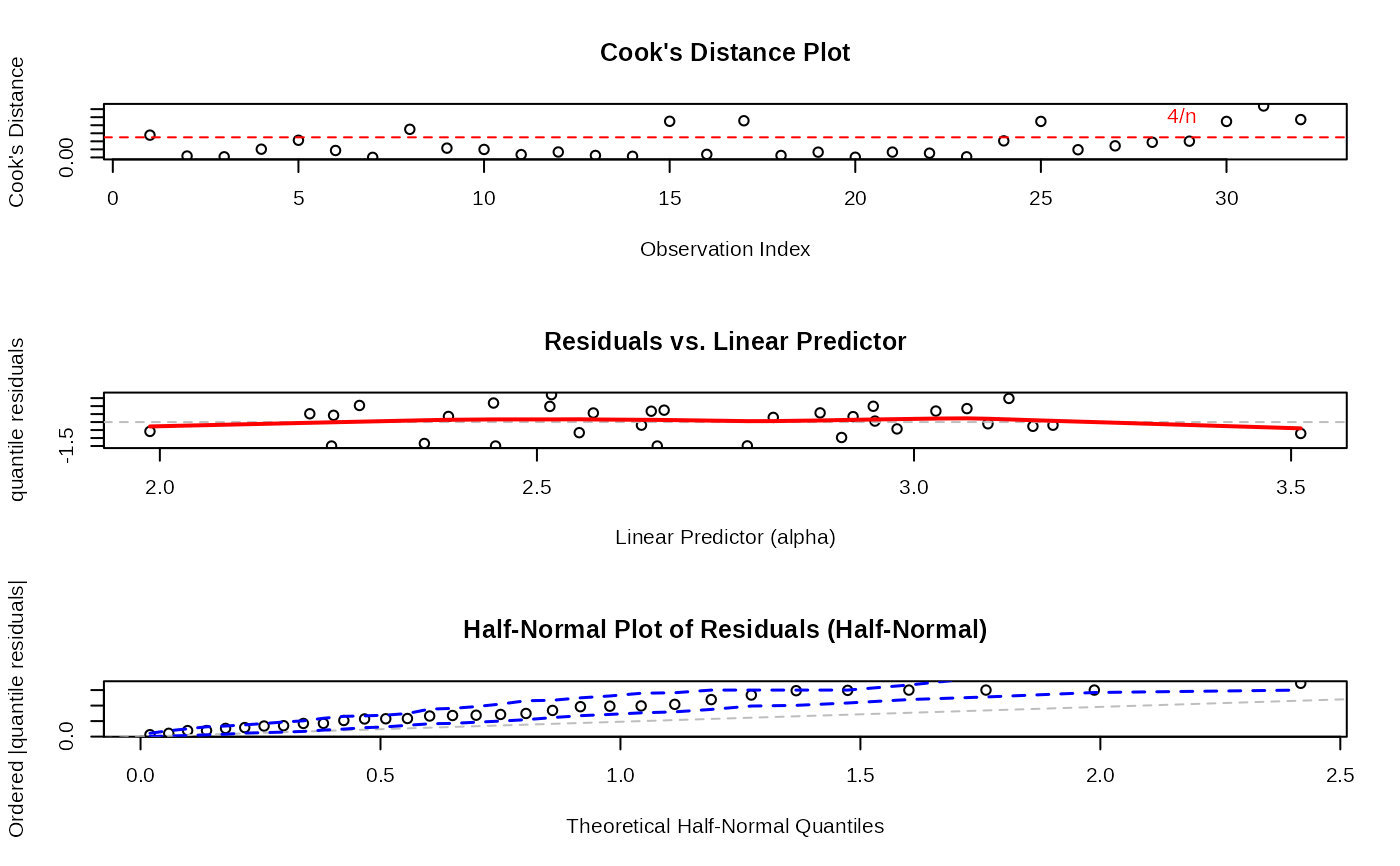 Cook's Distance Plot
Cook's Distance
0.00
4/n
0 5 10 15 20 25 30
Observation Index
Residuals vs. Linear Predictor
quantile residuals
-1.5
2.0 2.5 3.0 3.5
Linear Predictor (alpha)
Half-Normal Plot of Residuals (Half-Normal)
Ordered |quantile residuals|
0.0
0.0 0.5 1.0 1.5 2.0 2.5
Theoretical Half-Normal Quantiles